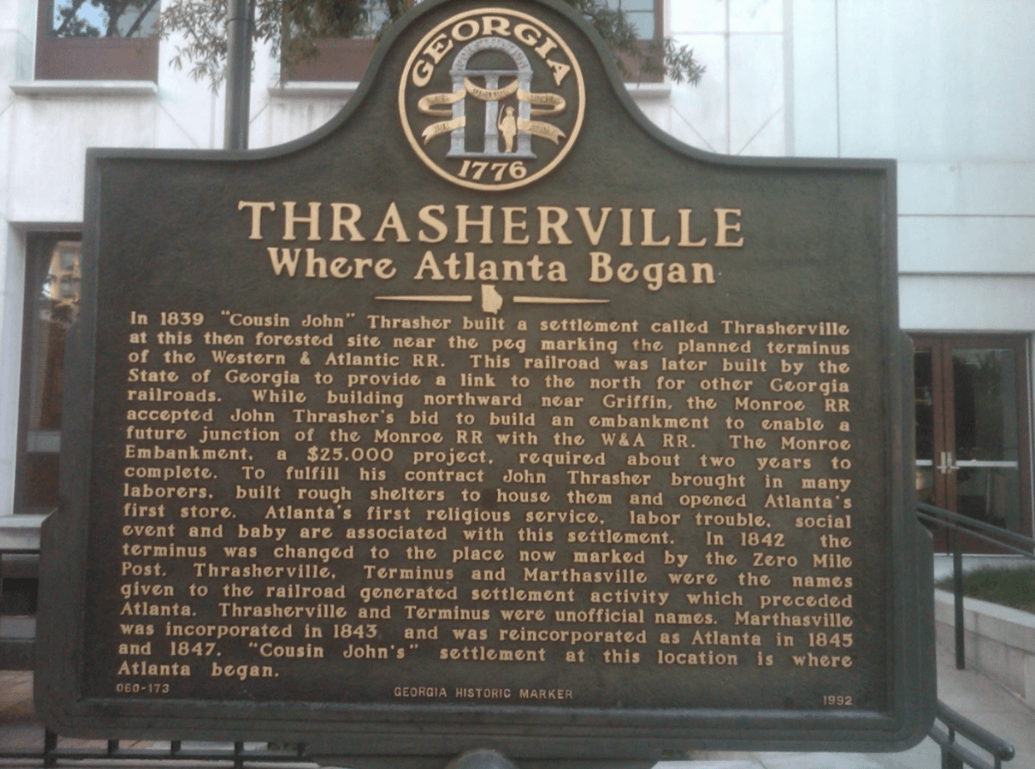 GEORGIA
1776
THRASHERVILLE
Where Atlanta Began
In 1839 "Cousin John" Thrasher built a settlement called Thrasherville
at this then forested site near the peg marking the planned terminus
of the Western & Atlantic RR. This railroad was later built by the
State of Georgia to provide a link to the north for other Georgia
railroads. While building northward near Griffin, the Monroe RR
accepted John Thrasher's bid to build an embankment to enable a
future junction of the Monroe RR with the W&A RR. The Monroe
Embankment, a $25.000 project, required about two years to
complete. To fulfill his contract John Thrasher brought in many
laborers, built rough shelters to house them and opened Atlanta's
first store. Atlanta's first religious service, labor trouble, social
event and baby are associated with this settlement. In 1842 the
terminus was changed to the place now marked by the Zero Mile
Post. Thrasherville, Terminus and Marthasville were the names
given to the railroad generated settlement activity which preceded
Atlanta. Thrasherville and Terminus were unofficial names. Marthasville
was incorporated in 1843 and was reincorporated as Atlanta in 1845
and 1847. "Cousin John's" settlement at this location is where
Atlanta began.
060-173 GEORGIA HISTORIC MARKER 1992